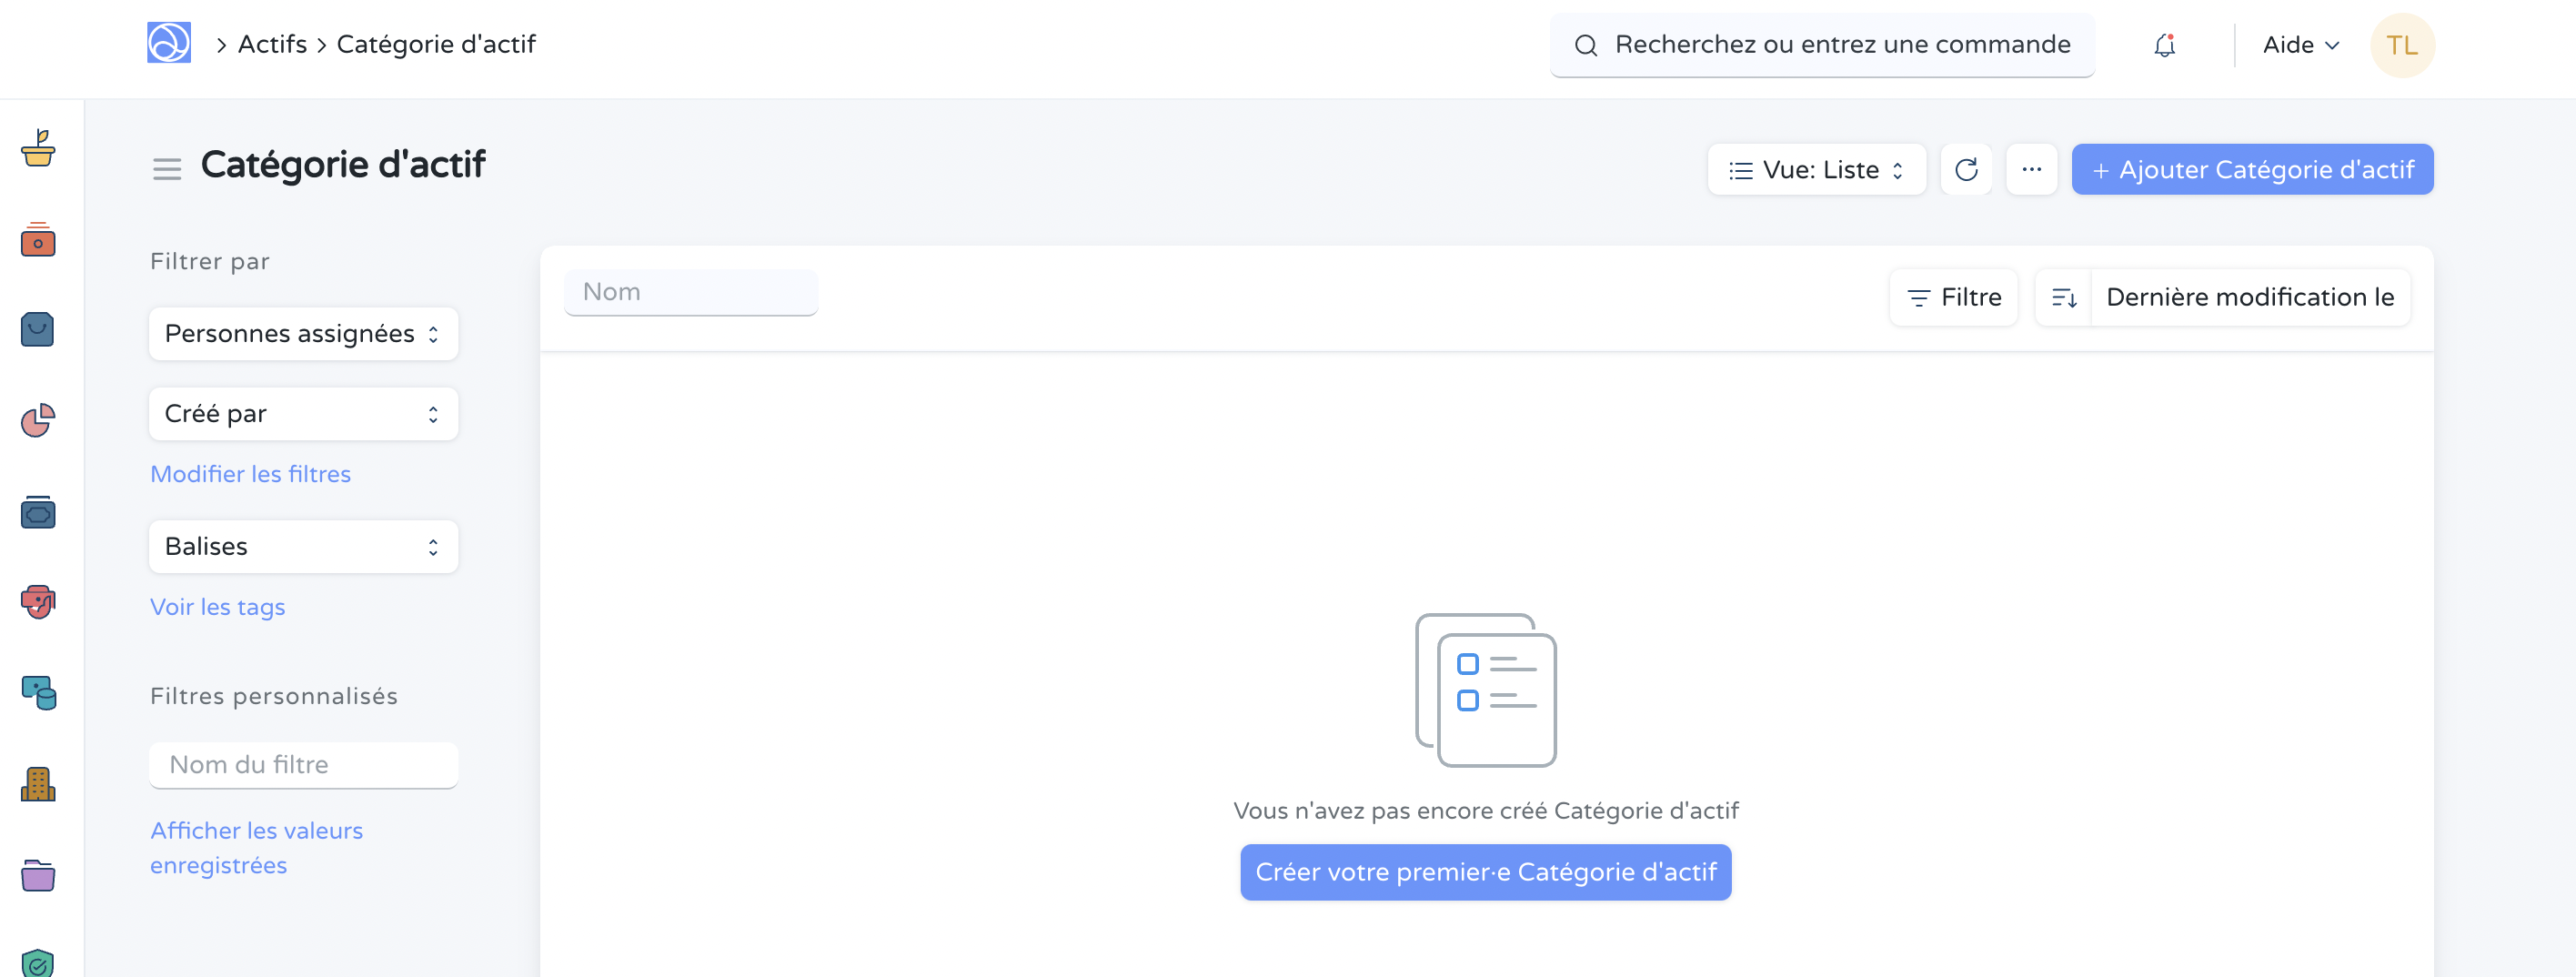 Actifs
Catégorie d'actif
Recherchez ou entrez une commande
Aide
TL
Catégorie d'actif
Vue: Liste
+ Ajouter Catégorie d'actif
Filtrer par
Personnes assignées
Créé par
Modifier les filtres
Balises
Voir les tags
Filtres personnalisés
Nom du filtre
Afficher les valeurs
enregistrées
Nom
Filtre
Dernière modification le
Vous n'avez pas encore créé Catégorie d'actif
Créer votre premier·e Catégorie d'actif